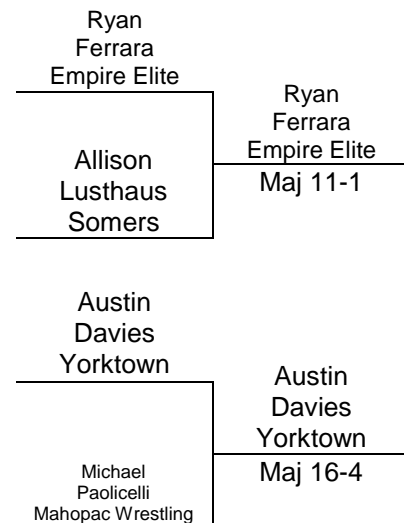 Ryan
Ferrara
Empire Elite
Allison
Lusthaus
Somers
Ryan
Ferrara
Empire Elite
Maj 11-1
Austin
Davies
Yorktown
Michael
Paolicelli
Mahopac Wrestling
Austin
Davies
Yorktown
Maj 16-4